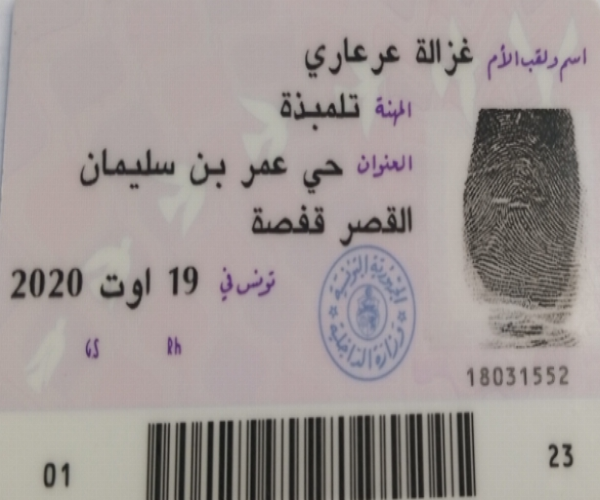 اسم ولقب الأم غزالة عرعاري
المهنة تلميذة
العنوان حي عمر بن سليمان
القصر قفصة
تونس في 19 اوت 2020
GS Rh
الجمهورية التونسية
وزارة الداخلية
18031552
01 23